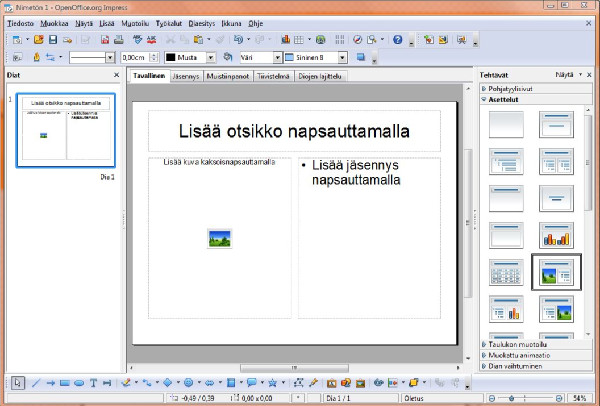 Nimetön 1 - OpenOffice.org Impress
Tiedosto Muokkaa Näytä Lisää Muotoilu Työkalut Diaesitys Ikkuna Ohje
0,00cm Musta Väri Sininen 8
Diat
Tavallinen Jäsennys Muistiinpanot Tiivistelmä Diojen lajittelu
Tehtävät Näytä
Pohjatyylisivut
Asettelut
1
Lisää otsikko napsauttamalla
Dia 1
Lisää otsikko napsauttamalla
Lisää kuva kaksoisnapsauttamalla
• Lisää jäsennys
napsauttamalla
Taulukon muotoilu
Mukautettu animaatio
Dian vaihtuminen
-0,49 / 0,39 0,00 x 0,00 * Dia 1 / 1 Oletus 54%